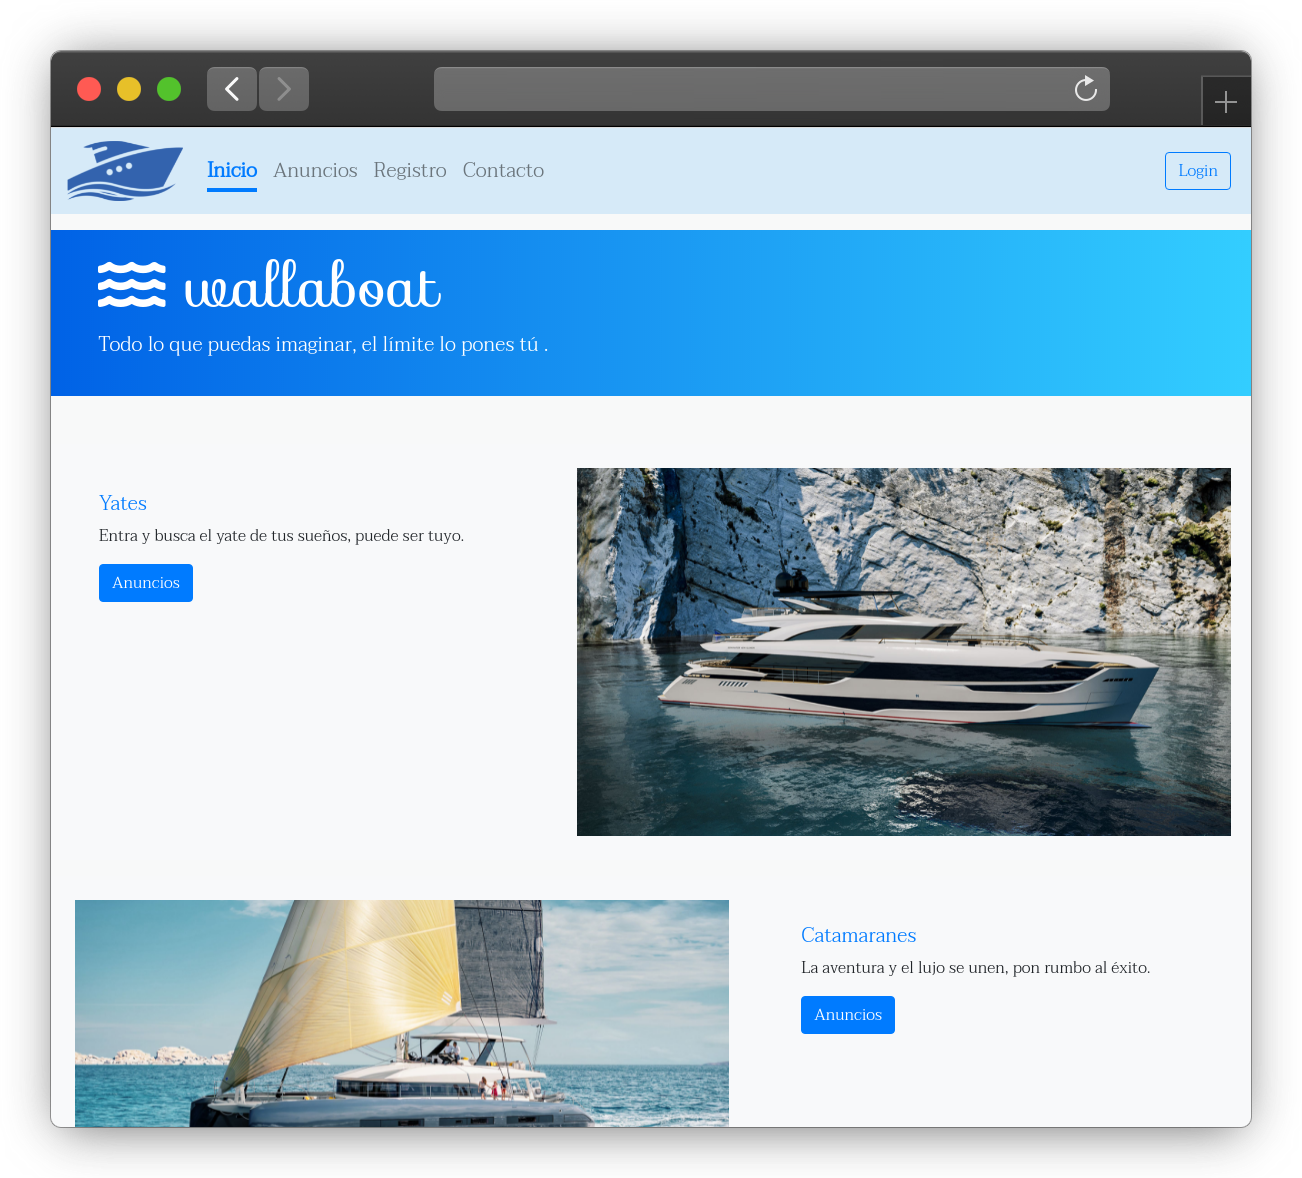 Inicio Anuncios Registro Contacto Login
wallaboat
Todo lo que puedas imaginar, el límite lo pones tú .
Yates
Entra y busca el yate de tus sueños, puede ser tuyo.
Anuncios
Catamaranes
La aventura y el lujo se unen, pon rumbo al éxito.
Anuncios